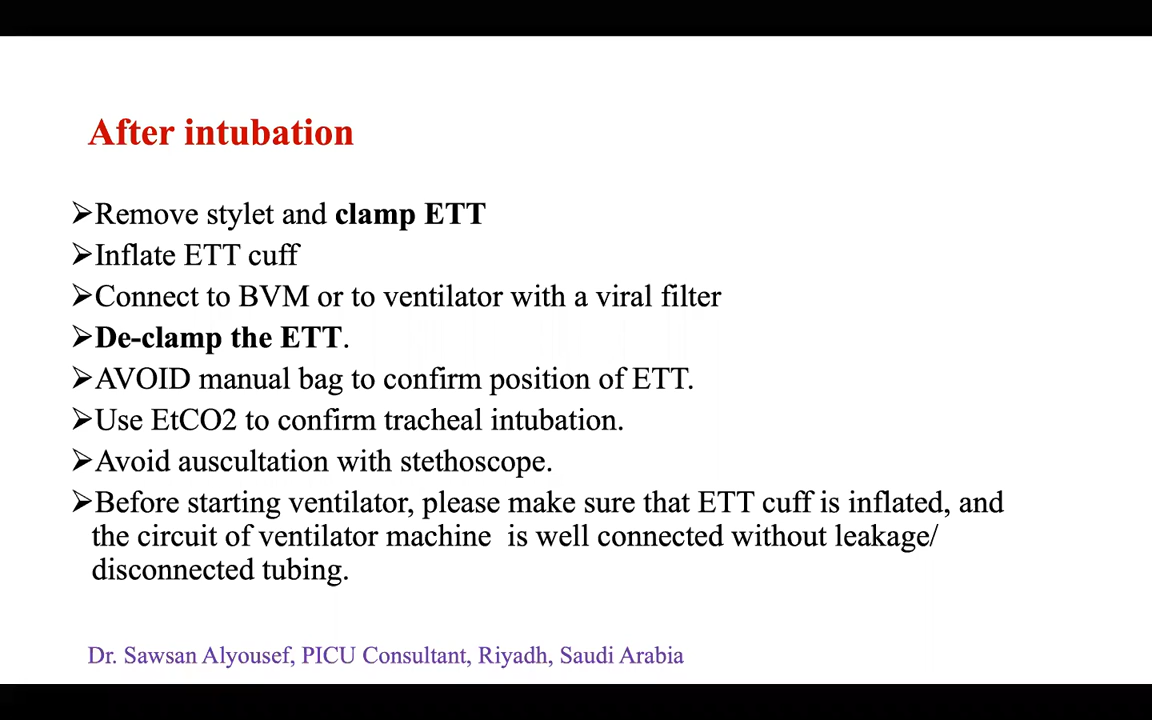 After intubation
➢Remove stylet and clamp ETT
➢Inflate ETT cuff
➢Connect to BVM or to ventilator with a viral filter
➢De-clamp the ETT.
➢AVOID manual bag to confirm position of ETT.
➢Use EtCO2 to confirm tracheal intubation.
➢Avoid auscultation with stethoscope.
➢Before starting ventilator, please make sure that ETT cuff is inflated, and
the circuit of ventilator machine is well connected without leakage/
disconnected tubing.
Dr. Sawsan Alyousef, PICU Consultant, Riyadh, Saudi Arabia